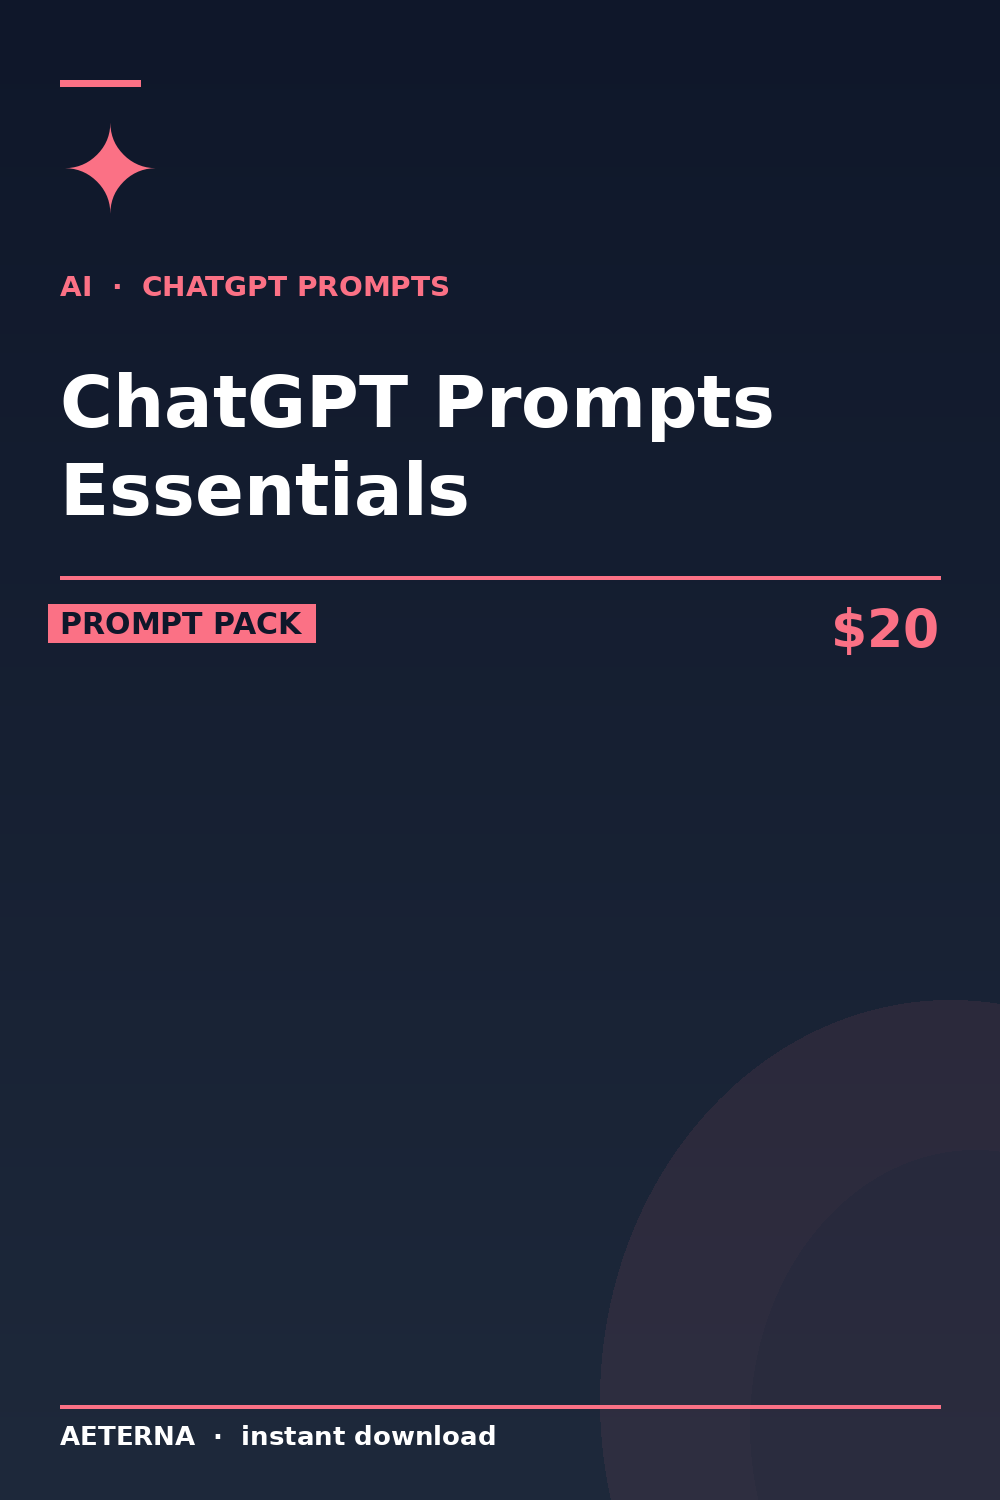 AI · CHATGPT PROMPTS
ChatGPT Prompts
Essentials
PROMPT PACK
$20
AETERNA · instant download